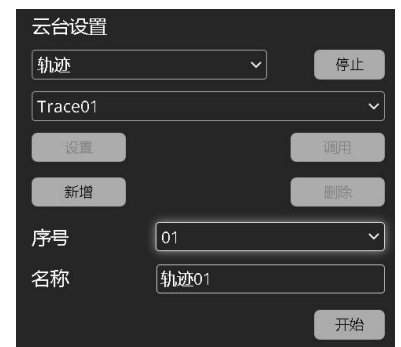 云台设置
轨迹 停止
Trace01
设置 调用
新增 删除
序号 01
名称 轨迹01
开始